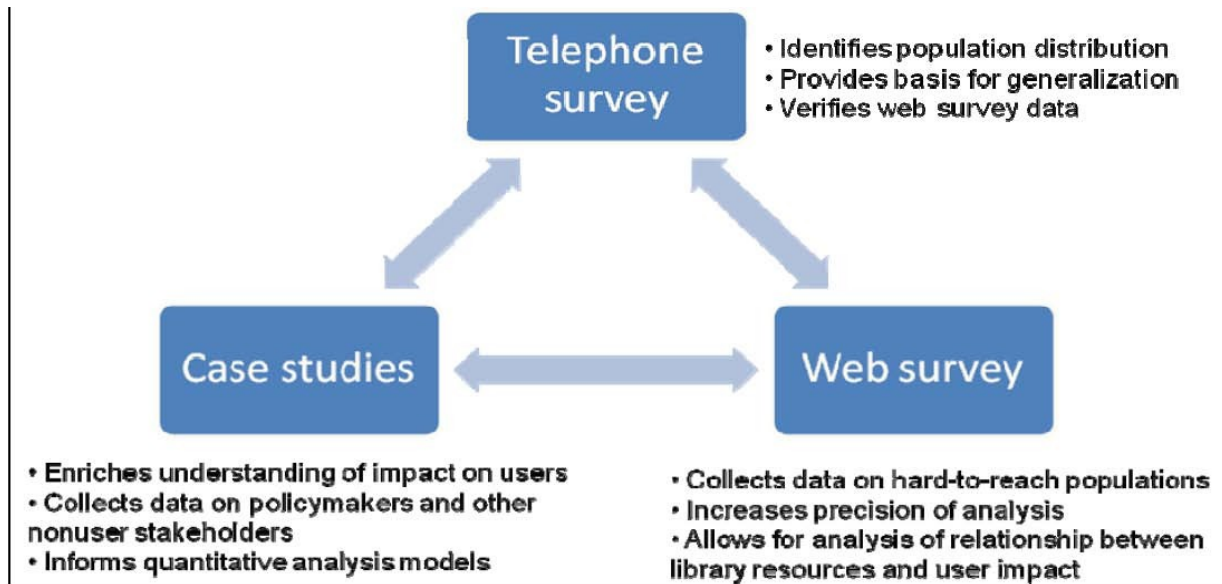 Telephone
survey
• Identifies population distribution
• Provides basis for generalization
• Verifies web survey data
Case studies
Web survey
• Enriches understanding of impact on users
• Collects data on policymakers and other
nonuser stakeholders
• Informs quantitative analysis models
• Collects data on hard-to-reach populations
• Increases precision of analysis
• Allows for analysis of relationship between
library resources and user impact